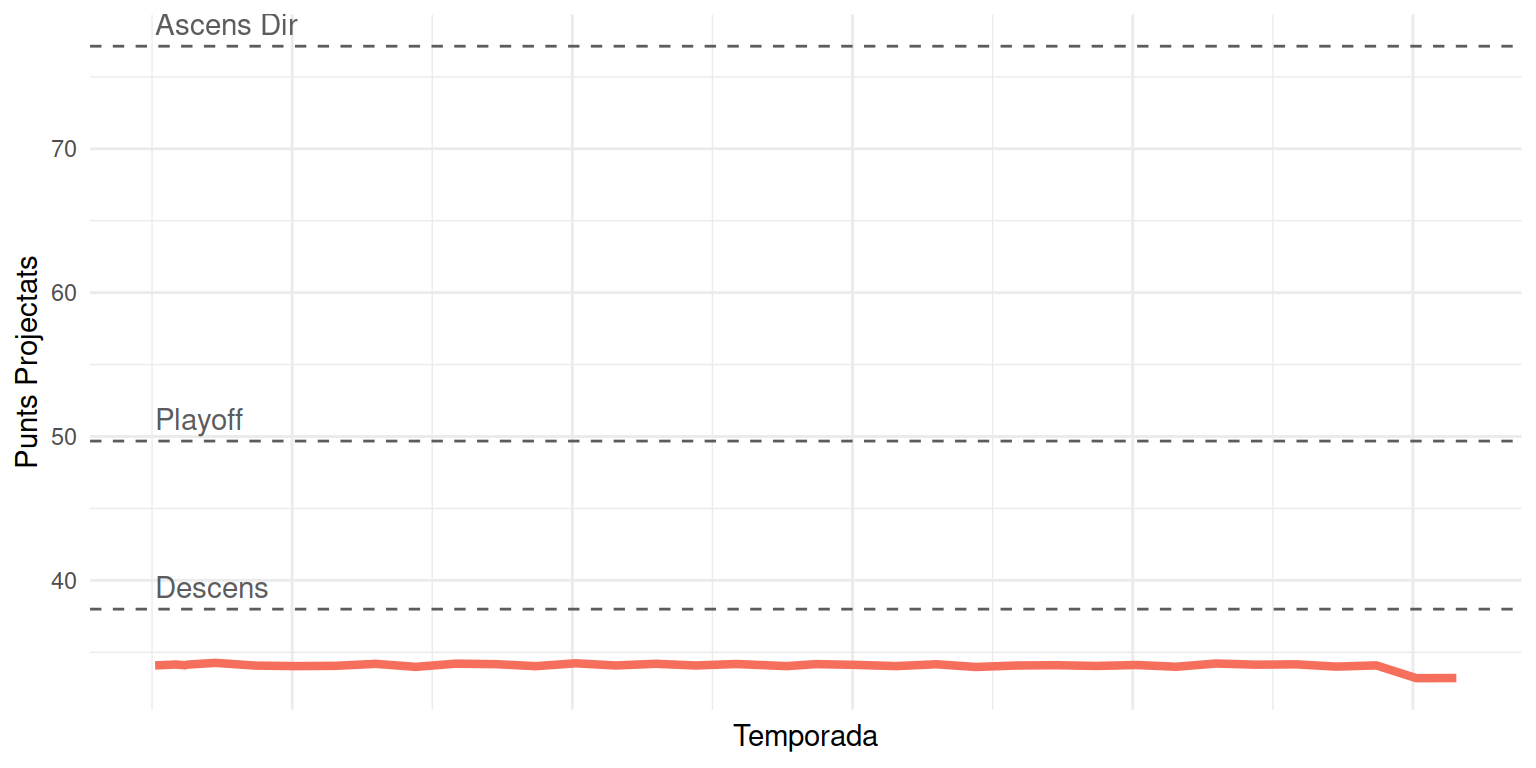 Ascens Dir
70
60
Playoff
50
Descens
40
Punts Projectats
Temporada